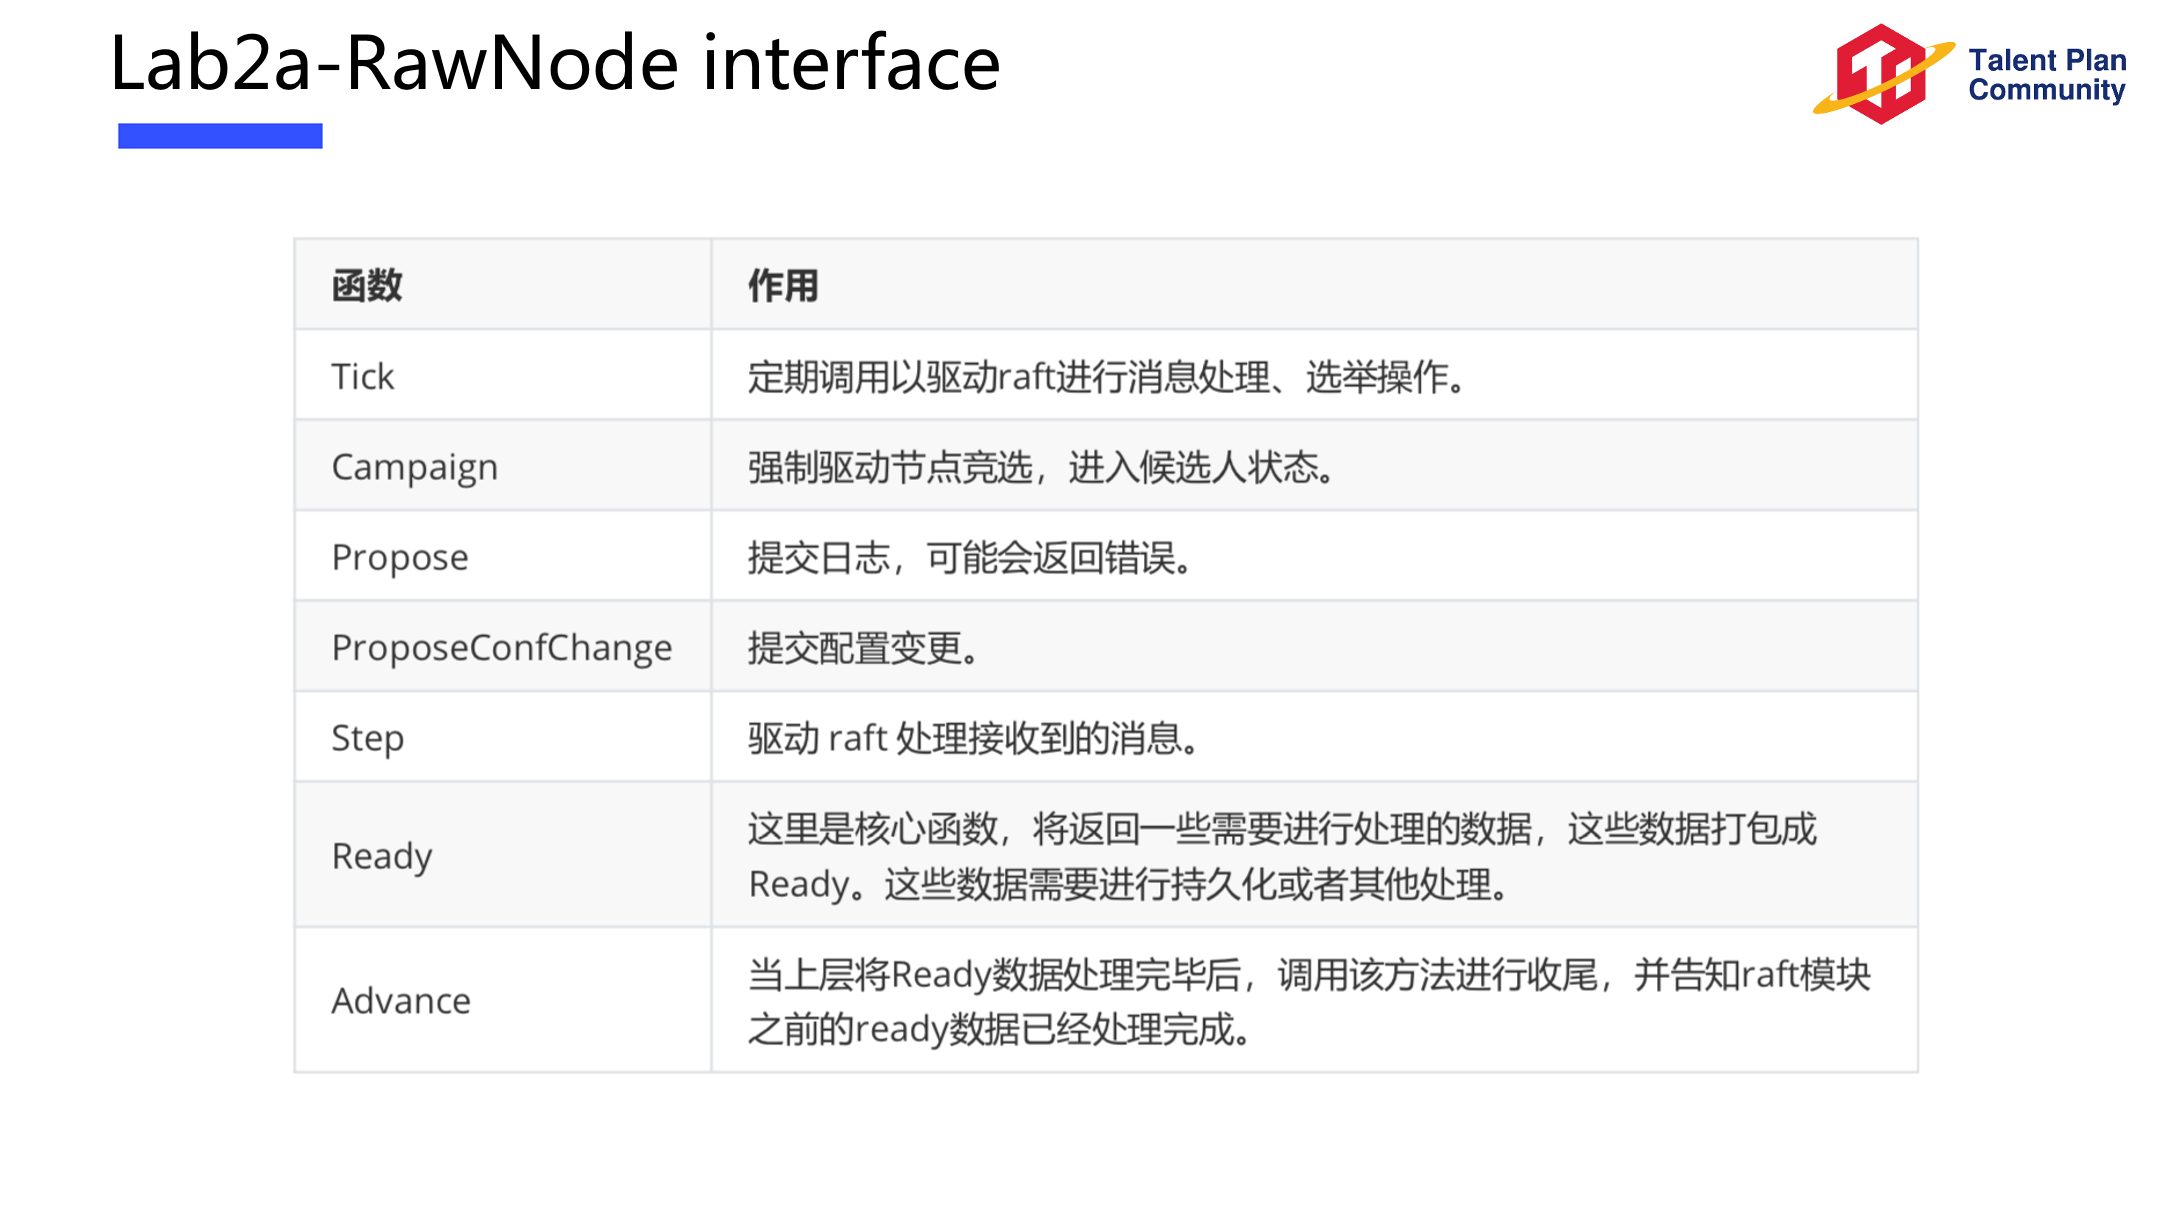 Lab2a-RawNode interface
Talent Plan
Community
函数
作用
Tick
定期调用以驱动raft进行消息处理、选举操作。
Campaign
强制驱动节点竞选，进入候选人状态。
Propose
提交日志，可能会返回错误。
ProposeConfChange
提交配置变更。
Step
驱动 raft 处理接收到的消息。
Ready
这里是核心函数，将返回一些需要进行处理的数据，这些数据打包成
Ready。这些数据需要进行持久化或者其他处理。
Advance
当上层将Ready数据处理完毕后，调用该方法进行收尾，并告知raft模块
之前的ready数据已经处理完成。